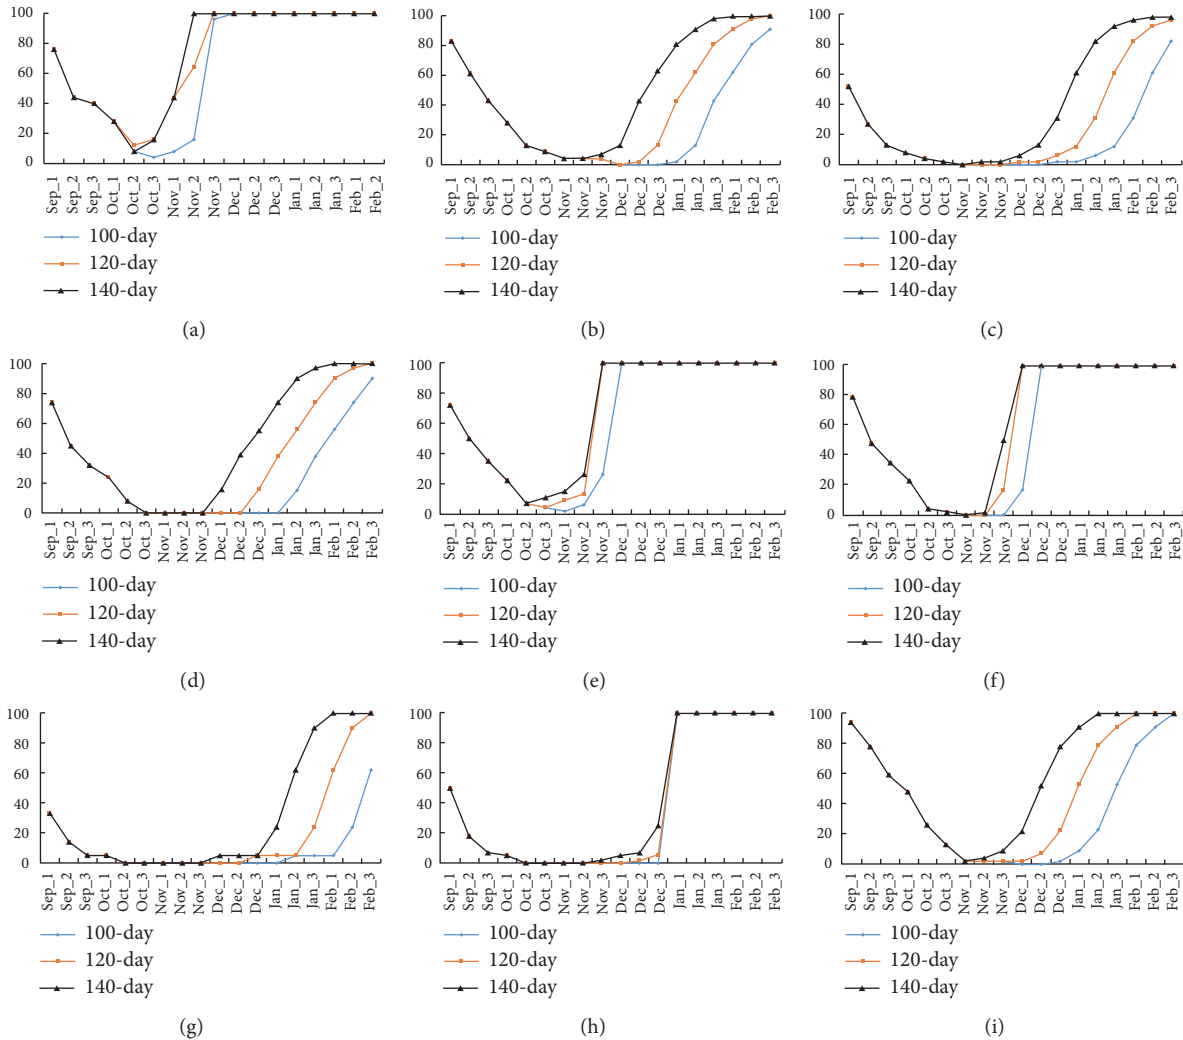 100
80
60
40
20
0
Sep_1 Sep_2 Sep_3 Oct_1 Oct_2 Oct_3 Nov_1 Nov_2 Nov_3 Dec_1 Dec_2 Dec_3 Jan_1 Jan_2 Jan_3 Feb_1 Feb_2
100-day
120-day
140-day
(a)
100
80
60
40
20
0
Sep_1 Sep_2 Sep_3 Oct_1 Oct_2 Oct_3 Nov_1 Nov_2 Nov_3 Dec_1 Dec_2 Dec_3 Jan_1 Jan_2 Jan_3 Feb_1 Feb_2 Feb_3
100-day
120-day
140-day
(b)
100
80
60
40
20
0
Sep_1 Sep_2 Sep_3 Oct_1 Oct_2 Oct_3 Nov_1 Nov_2 Nov_3 Dec_1 Dec_2 Dec_3 Jan_1 Jan_2 Jan_3 Feb_1 Feb_2 Feb_3
100-day
120-day
140-day
(c)
100
80
60
40
20
0
Sep_1 Sep_2 Sep_3 Oct_1 Oct_2 Oct_3 Nov_1 Nov_2 Nov_3 Dec_1 Dec_2 Dec_3 Jan_1 Jan_2 Jan_3 Feb_1 Feb_2 Feb_3
100-day
120-day
140-day
(d)
100
80
60
40
20
0
Sep_1 Sep_2 Sep_3 Oct_1 Oct_2 Oct_3 Nov_1 Nov_2 Nov_3 Dec_1 Dec_2 Dec_3 Jan_1 Jan_2 Jan_3 Feb_1 Feb_2 Feb_3
100-day
120-day
140-day
(e)
100
80
60
40
20
0
Sep_1 Sep_2 Sep_3 Oct_1 Oct_2 Oct_3 Nov_1 Nov_2 Nov_3 Dec_1 Dec_2 Dec_3 Jan_1 Jan_2 Jan_3 Feb_1 Feb_2 Feb_3
100-day
120-day
140-day
(f)
100
80
60
40
20
0
Sep_1 Sep_2 Sep_3 Oct_1 Oct_2 Oct_3 Nov_1 Nov_2 Nov_3 Dec_1 Dec_2 Dec_3 Jan_1 Jan_2 Jan_3 Feb_1 Feb_2 Feb_3
100-day
120-day
140-day
(g)
100
80
60
40
20
0
Sep_1 Sep_2 Sep_3 Oct_1 Oct_2 Oct_3 Nov_1 Nov_2 Nov_3 Dec_1 Dec_2 Dec_3 Jan_1 Jan_2 Jan_3 Feb_1 Feb_2 Feb_3
100-day
120-day
140-day
(h)
100
80
60
40
20
0
Sep_1 Sep_2 Sep_3 Oct_1 Oct_2 Oct_3 Nov_1 Nov_2 Nov_3 Dec_1 Dec_2 Dec_3 Jan_1 Jan_2 Jan_3 Feb_1 Feb_2 Feb_3
100-day
120-day
140-day
(i)